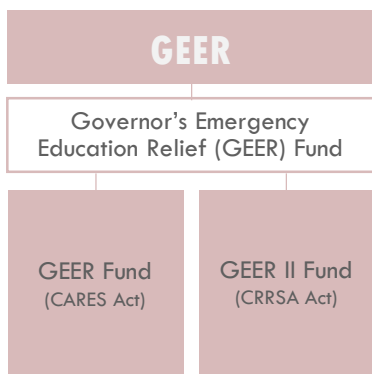 GEER
Governor’s Emergency
Education Relief (GEER) Fund
GEER Fund
(CARES Act)
GEER II Fund
(CRRSA Act)